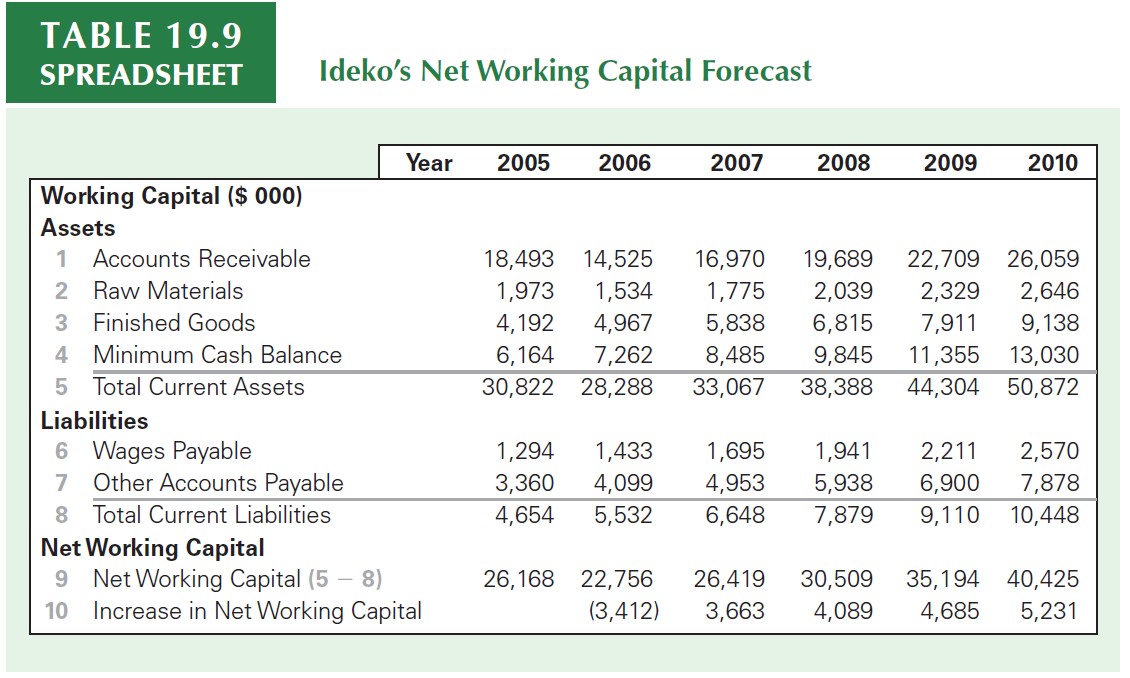 TABLE 19.9
SPREADSHEET
Ideko's Net Working Capital Forecast
Year 2005 2006 2007 2008 2009 2010
Working Capital ($ 000)
Assets
1 Accounts Receivable 18,493 14,525 16,970 19,689 22,709 26,059
2 Raw Materials 1,973 1,534 1,775 2,039 2,329 2,646
3 Finished Goods 4,192 4,967 5,838 6,815 7,911 9,138
4 Minimum Cash Balance 6,164 7,262 8,485 9,845 11,355 13,030
5 Total Current Assets 30,822 28,288 33,067 38,388 44,304 50,872
Liabilities
6 Wages Payable 1,294 1,433 1,695 1,941 2,211 2,570
7 Other Accounts Payable 3,360 4,099 4,953 5,938 6,900 7,878
8 Total Current Liabilities 4,654 5,532 6,648 7,879 9,110 10,448
Net Working Capital
9 Net Working Capital (5 – 8) 26,168 22,756 26,419 30,509 35,194 40,425
10 Increase in Net Working Capital (3,412) 3,663 4,089 4,685 5,231